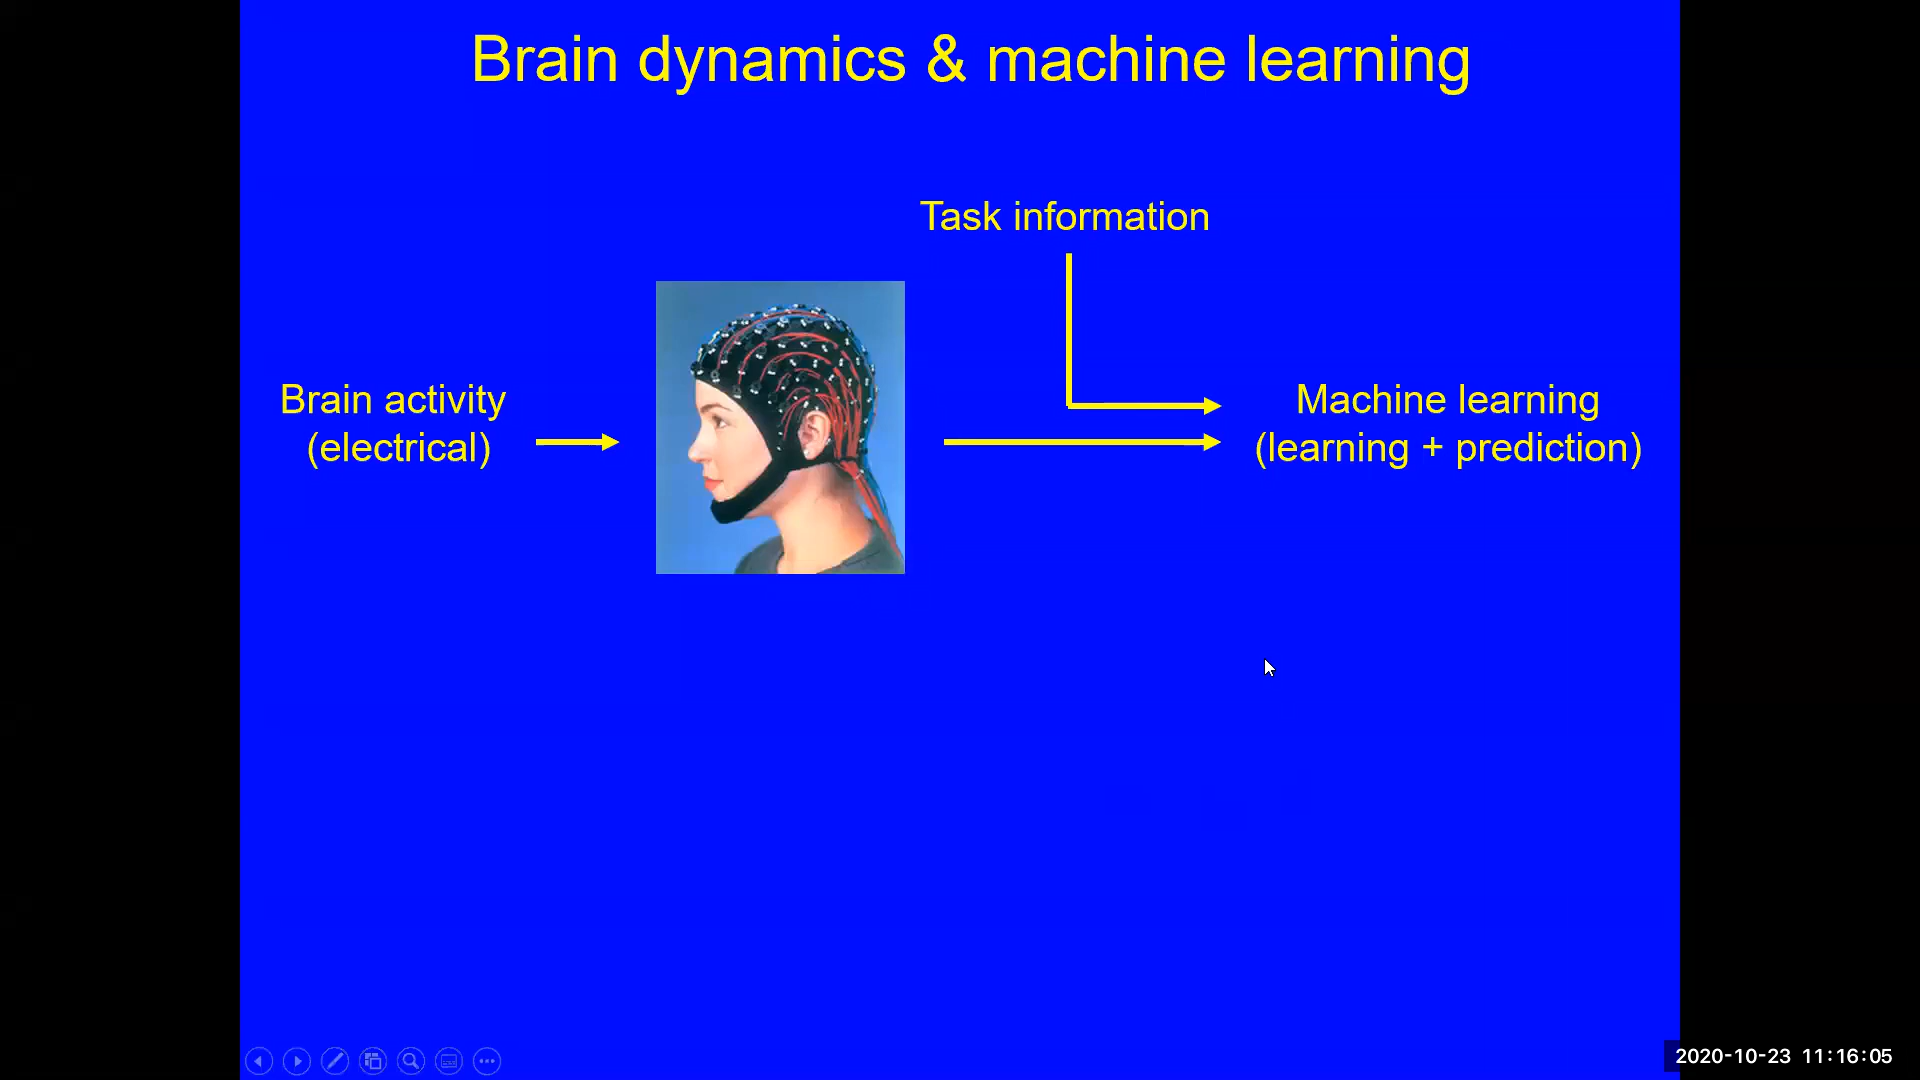 Brain dynamics & machine learning
Task information
Brain activity
(electrical)
Machine learning
(learning + prediction)
2020-10-23 11:16:05